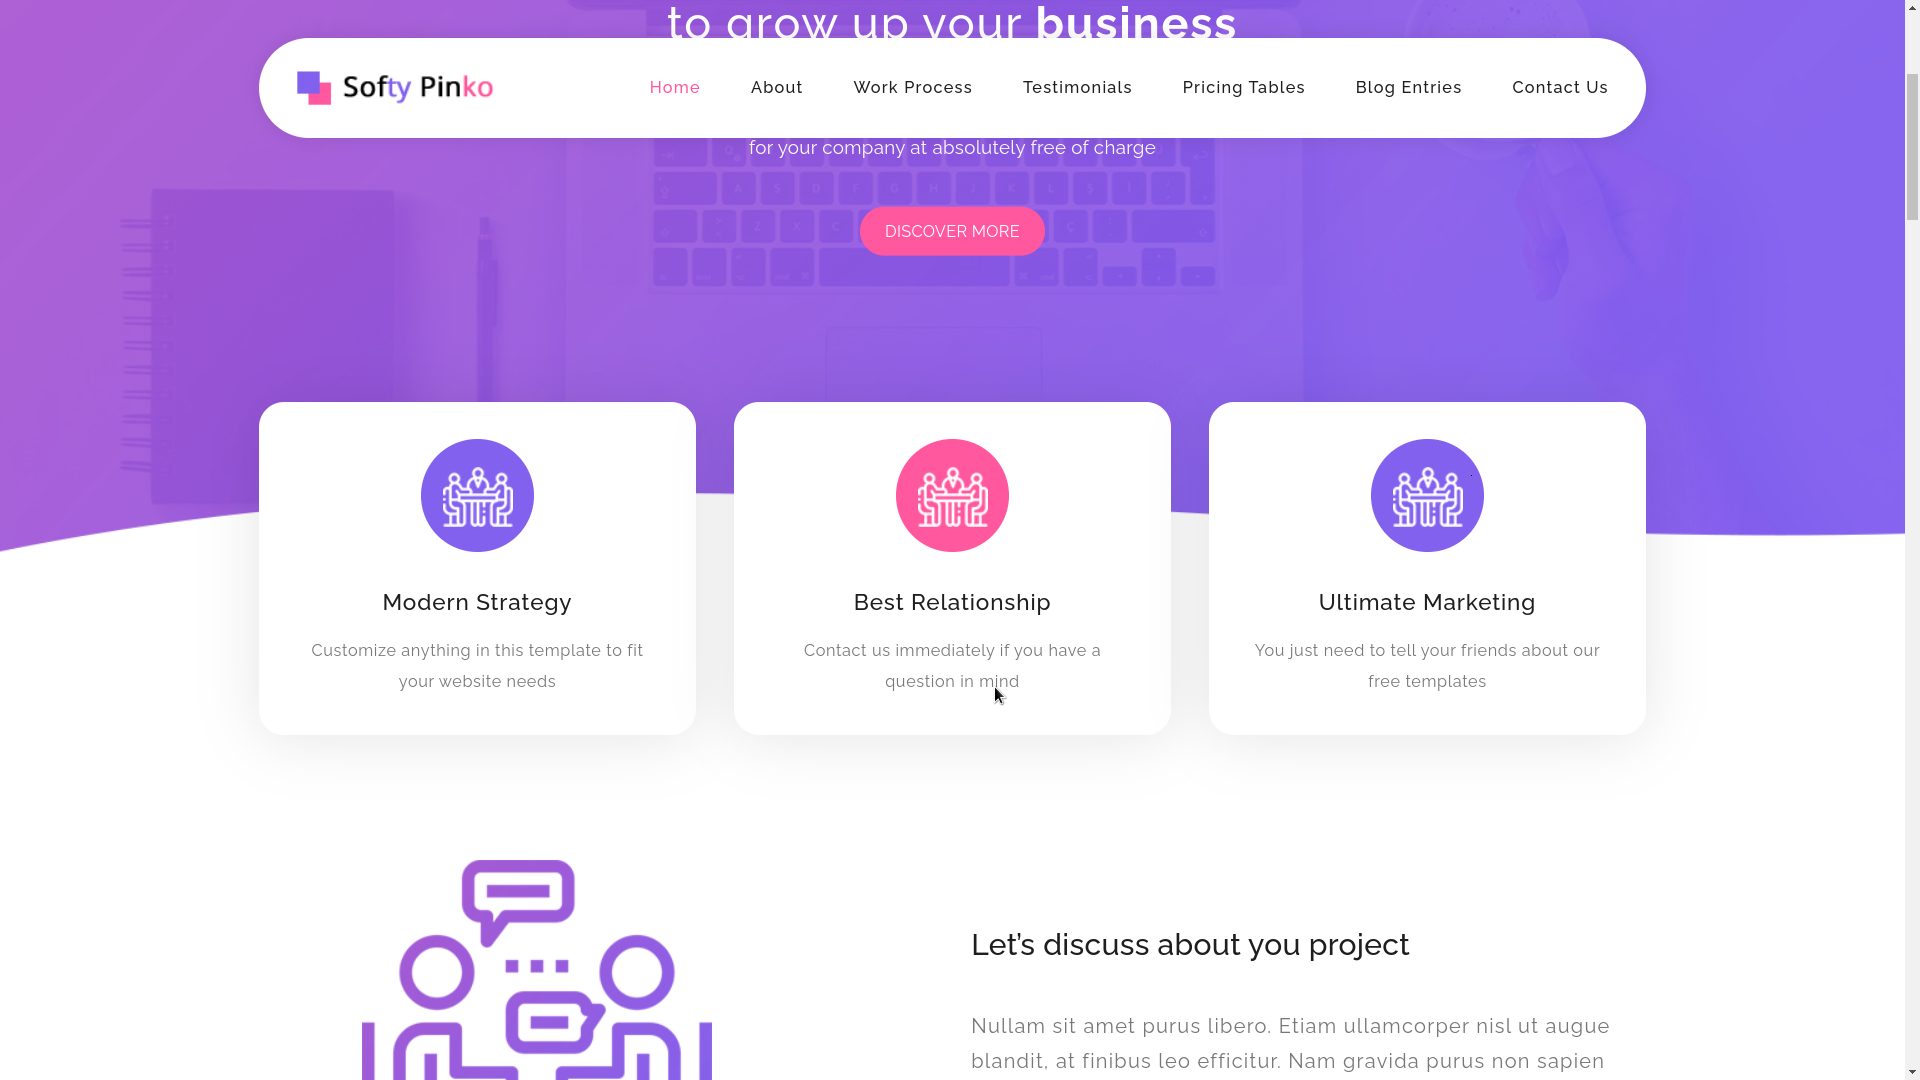 to grow up your business
Softy Pinko
Home About Work Process Testimonials Pricing Tables Blog Entries Contact Us
for your company at absolutely free of charge
DISCOVER MORE
Modern Strategy
Customize anything in this template to fit
your website needs
Best Relationship
Contact us immediately if you have a
question in mind
Ultimate Marketing
You just need to tell your friends about our
free templates
Let’s discuss about you project
Nullam sit amet purus libero. Etiam ullamcorper nisl ut augue
blandit, at finibus leo efficitur. Nam gravida purus non sapien